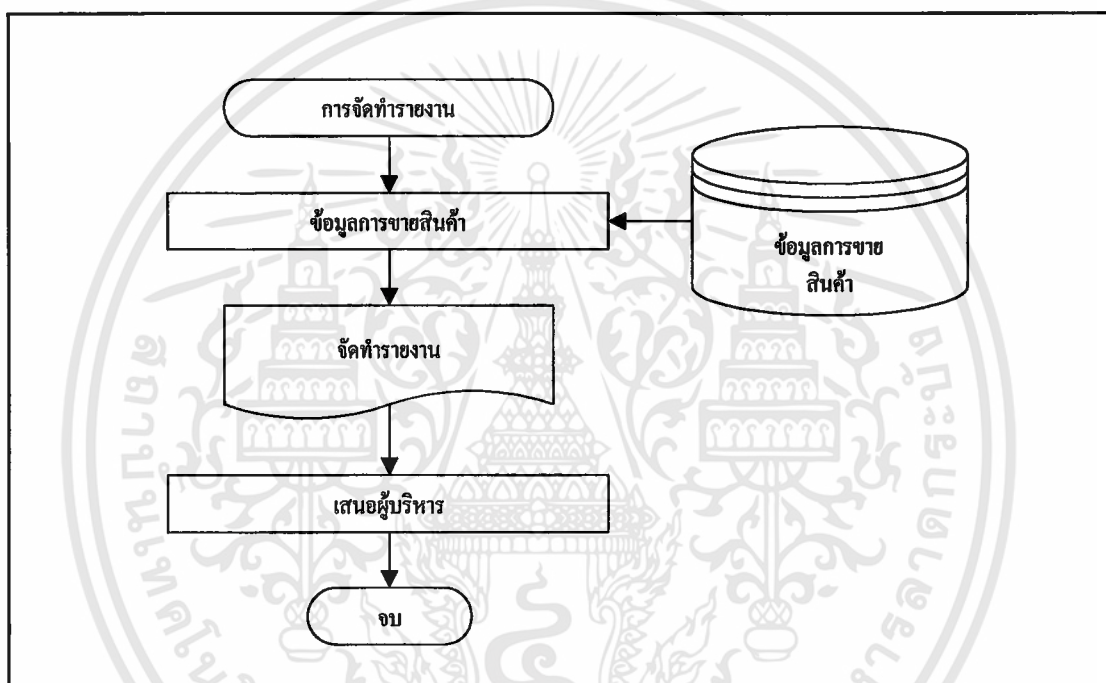 การจัดทำรายงาน
ข้อมูลการขายสินค้า
ข้อมูลการขาย
สินค้า
จัดทำรายงาน
เสนอผู้บริหาร
จบ